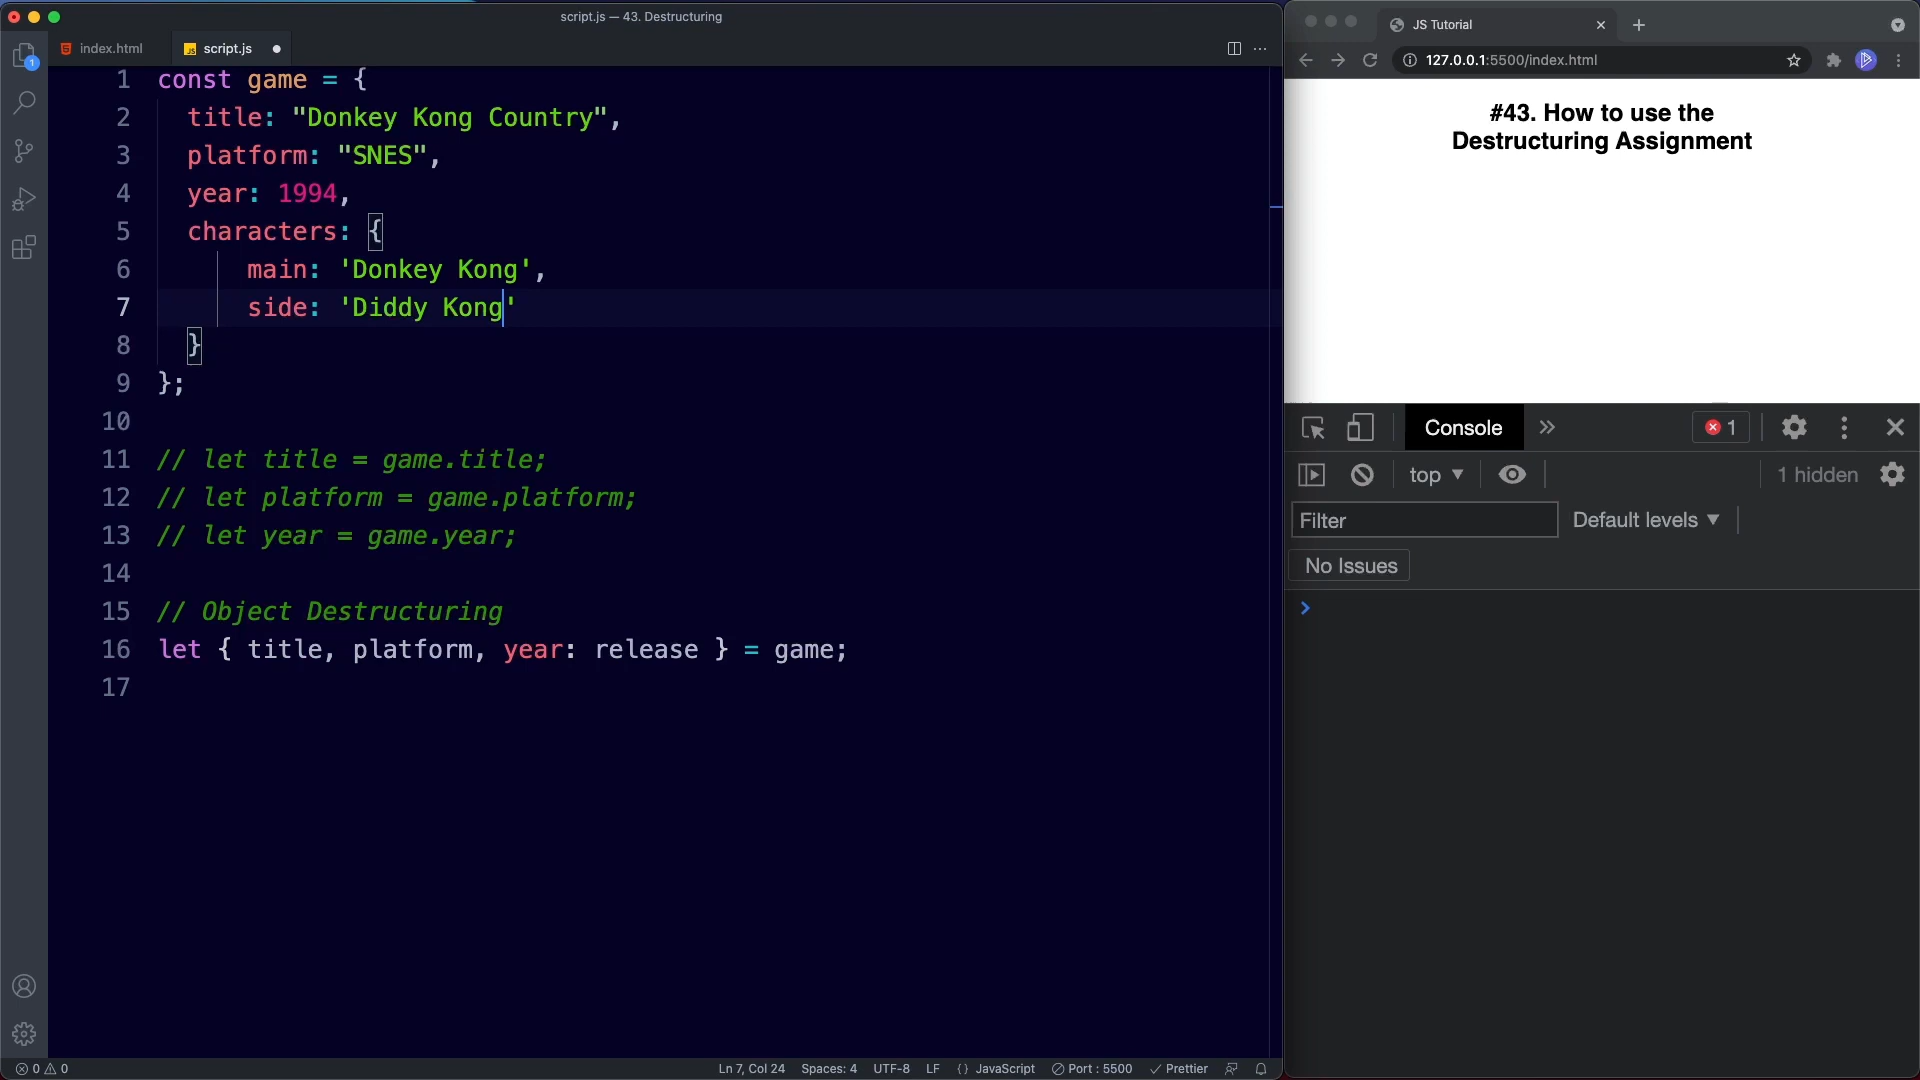 script.js — 43. Destructuring
index.html
script.js
1 const game = {
2 title: "Donkey Kong Country",
3 platform: "SNES",
4 year: 1994,
5 characters: {
6 main: 'Donkey Kong',
7 side: 'Diddy Kong'
8 }
9 };
10
11 // let title = game.title;
12 // let platform = game.platform;
13 // let year = game.year;
14
15 // Object Destructuring
16 let { title, platform, year: release } = game;
17
0 0
Ln 7, Col 24 Spaces: 4 UTF-8 LF {} JavaScript Port : 5500 Prettier
JS Tutorial
127.0.0.1:5500/index.html
#43. How to use the
Destructuring Assignment
Console
1
top
1 hidden
Filter
Default levels
No Issues